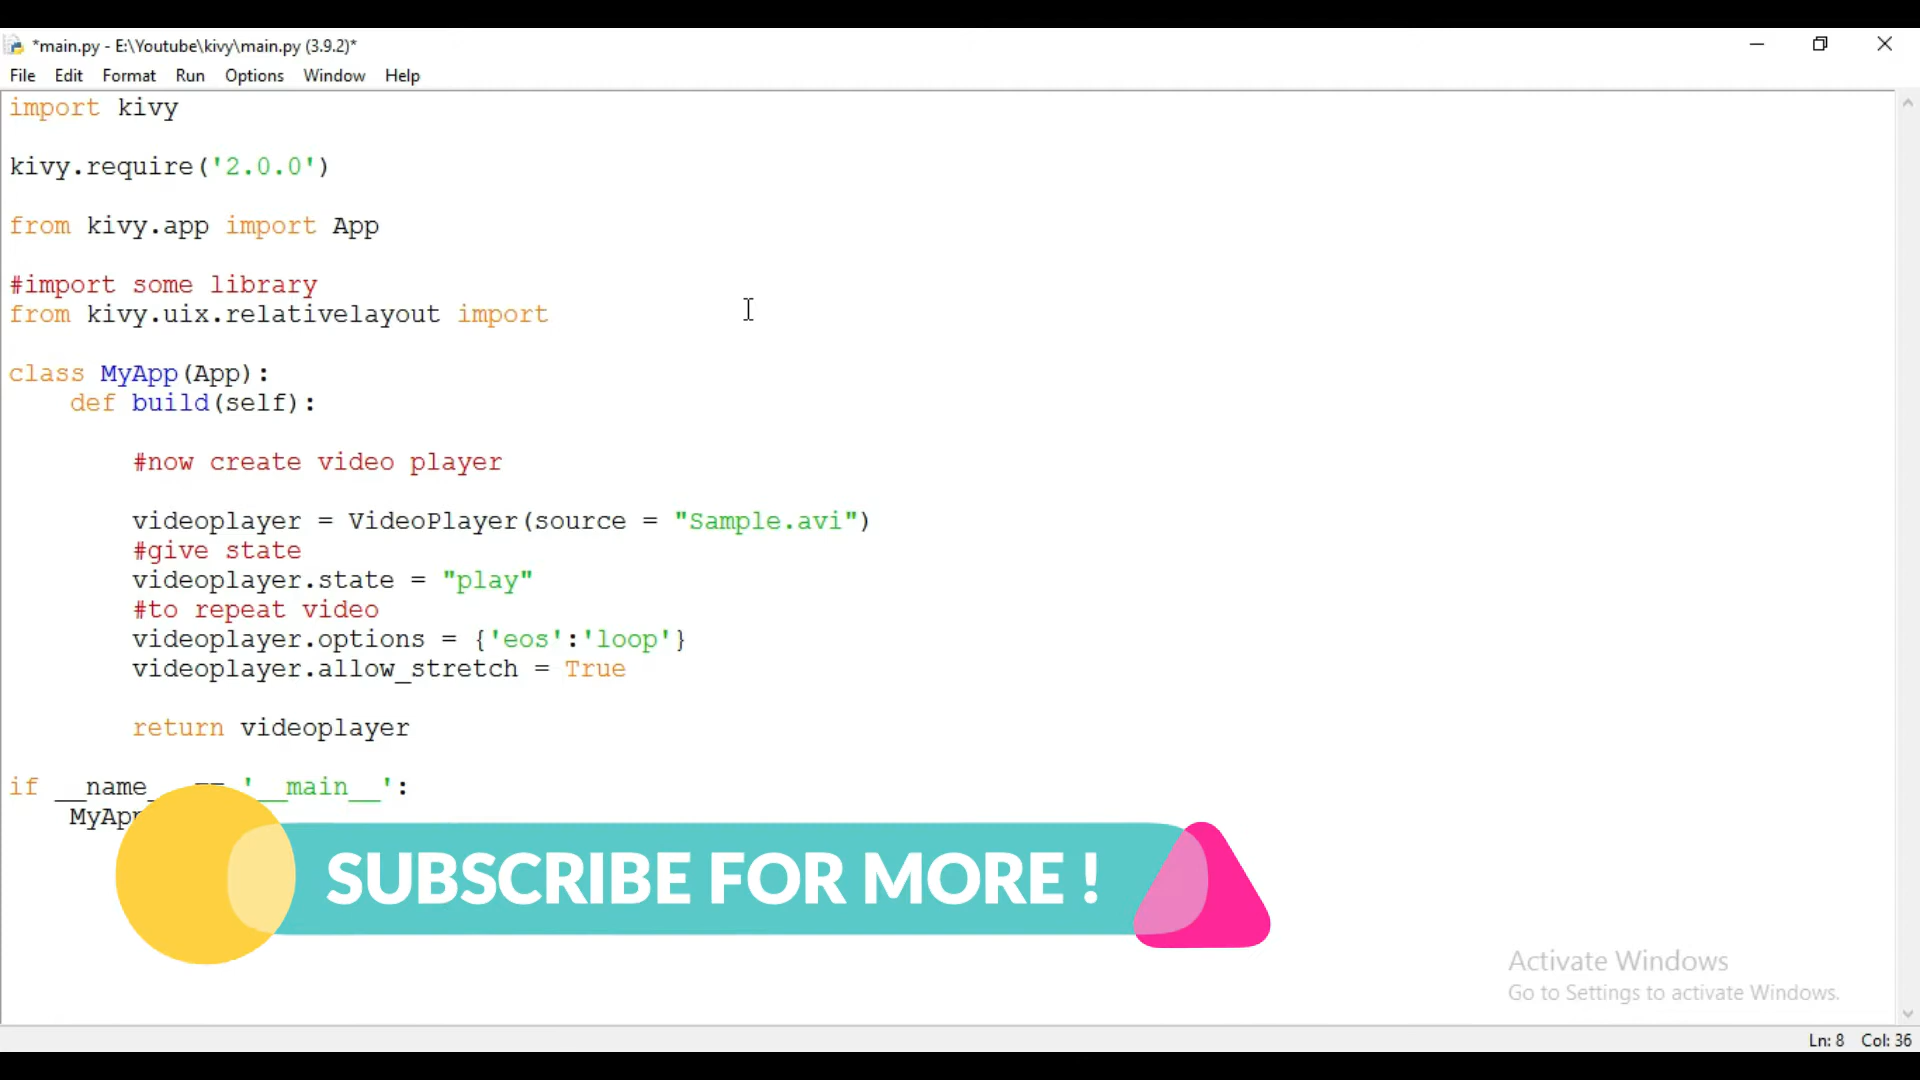 *main.py - E:\Youtube\kivy\main.py (3.9.2)*
File Edit Format Run Options Window Help
import kivy
kivy.require('2.0.0')
from kivy.app import App
#import some library
from kivy.uix.relativelayout import
class MyApp(App):
def build(self):
#now create video player
videoplayer = VideoPlayer(source = "Sample.avi")
#give state
videoplayer.state = "play"
#to repeat video
videoplayer.options = {'eos':'loop'}
videoplayer.allow_stretch = True
return videoplayer
if __name_ == '__main__':
MyApp
SUBSCRIBE FOR MORE !
Activate Windows
Go to Settings to activate Windows.
Ln: 8 Col: 36